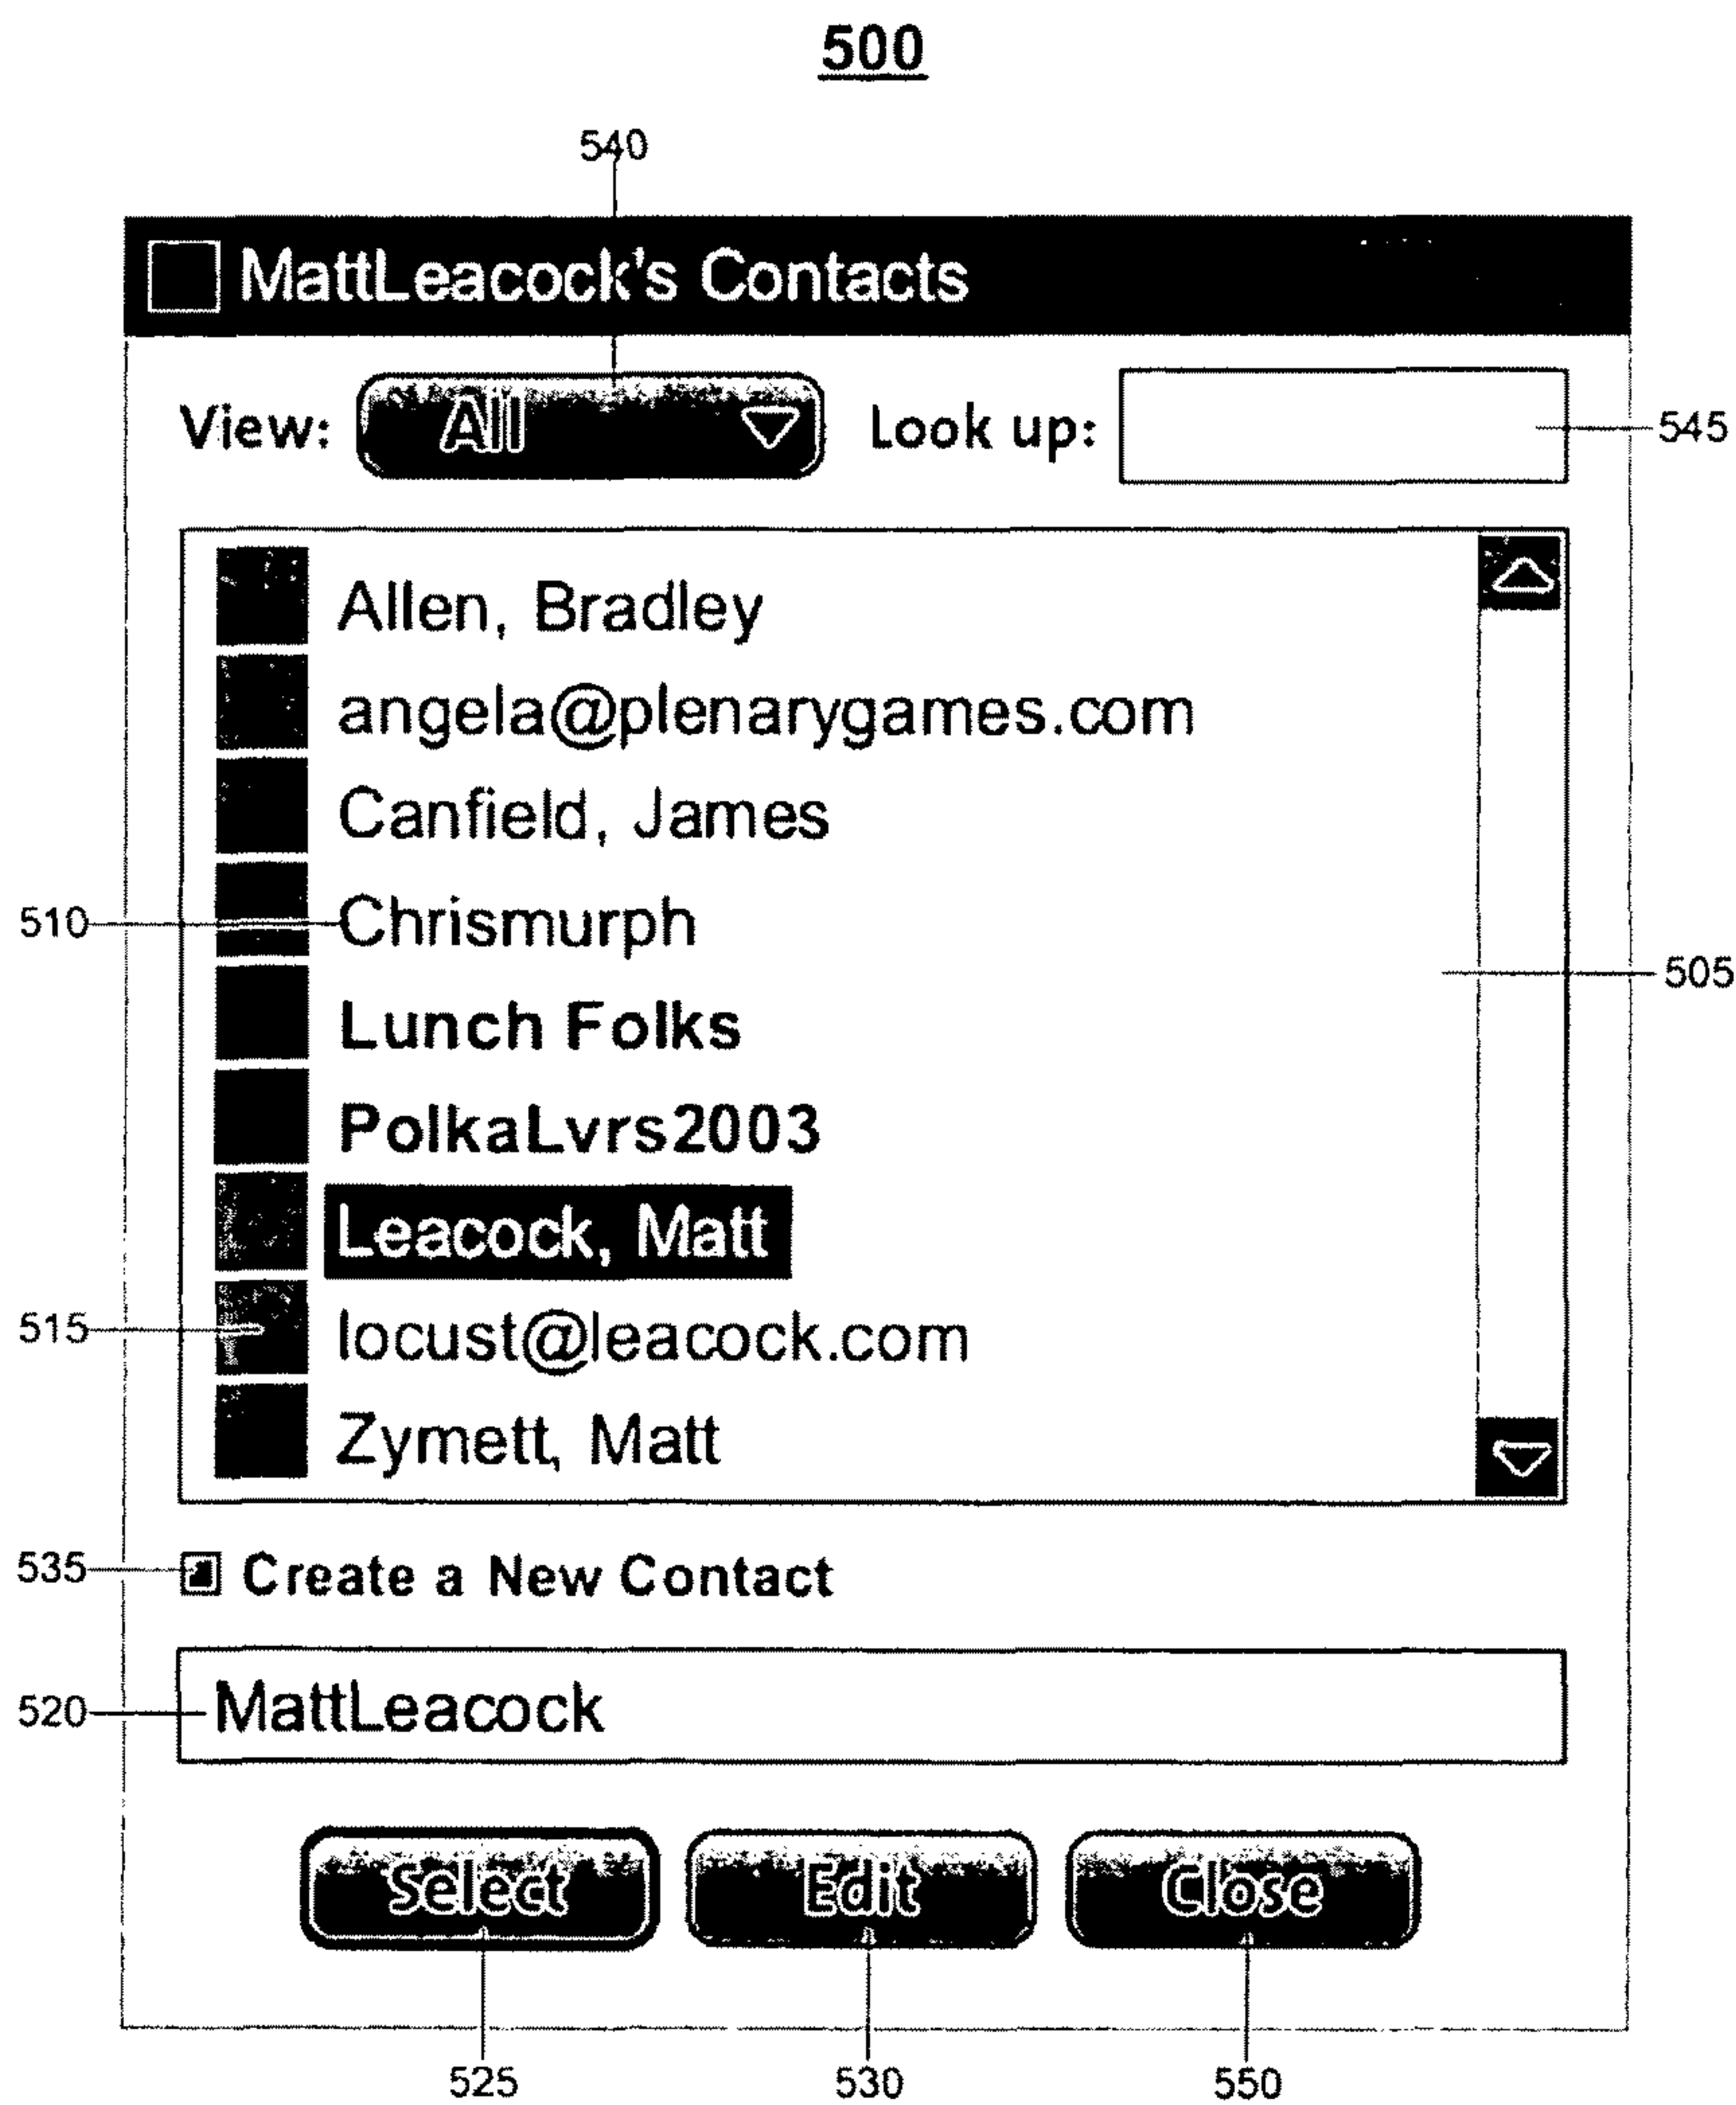 500
540
MattLeacock's Contacts
View: All Look up:
545
Allen, Bradley
angela@plenarygames.com
Canfield, James
510 Chrismurph
505
Lunch Folks
PolkaLvrs2003
Leacock, Matt
515 locust@leacock.com
Zymett, Matt
535 Create a New Contact
520 MattLeacock
Select Edit Close
525 530 550